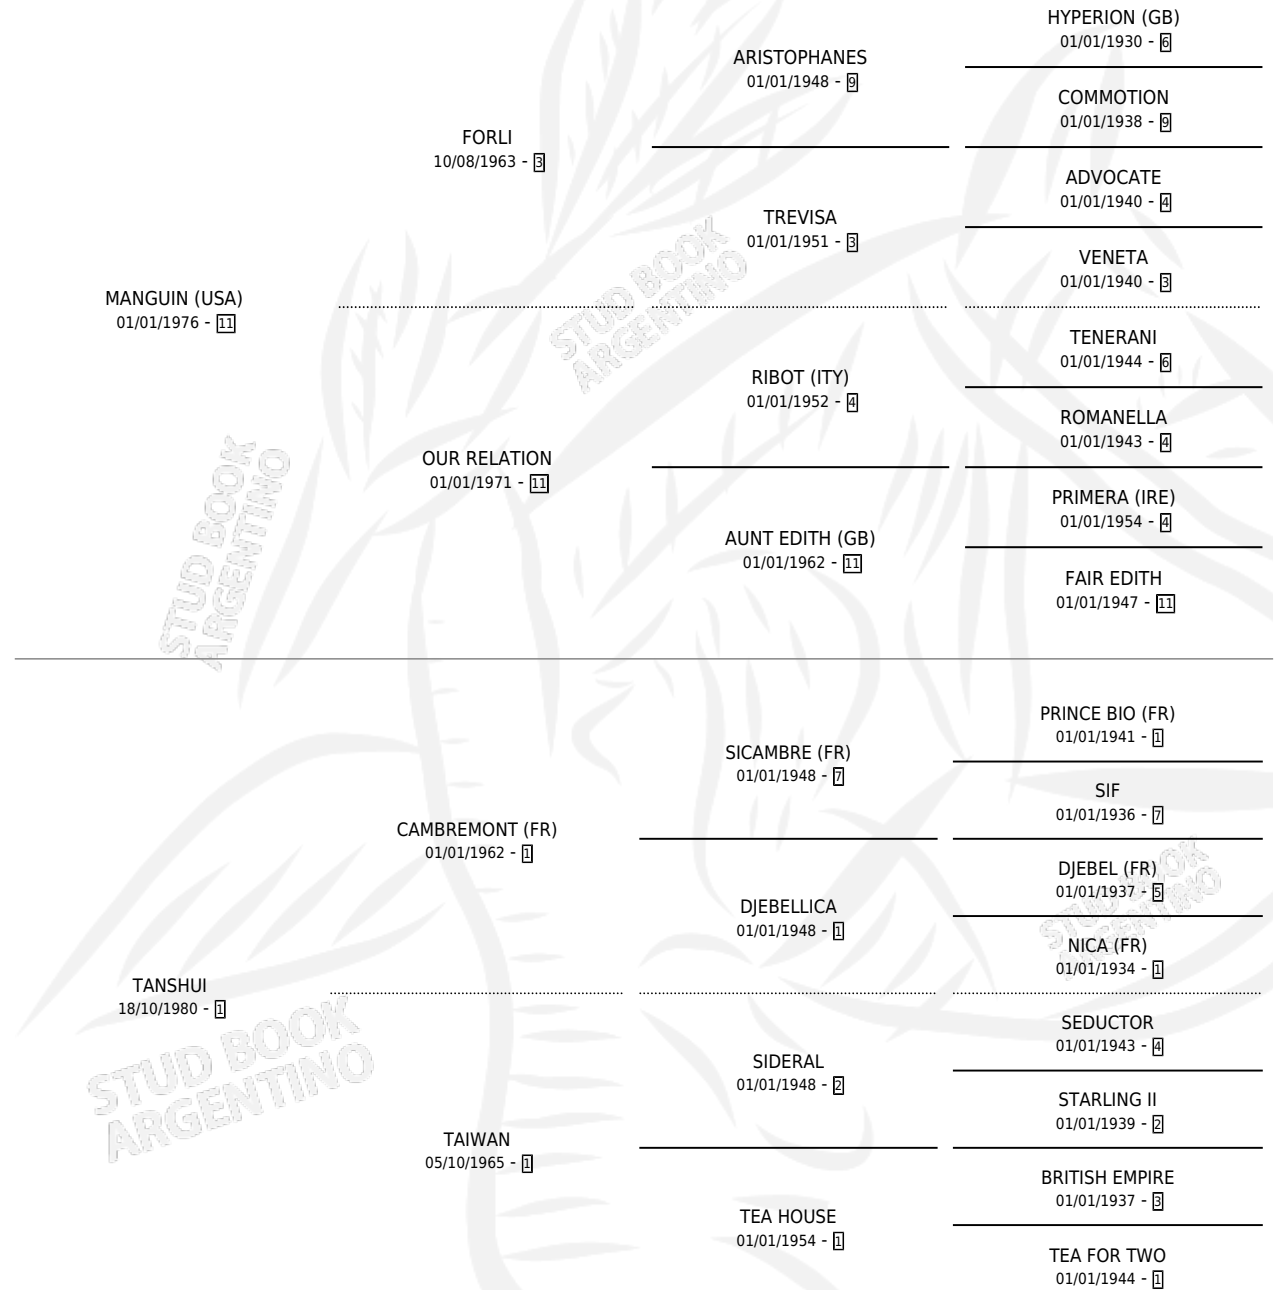 HYPERION (GB)
01/01/1930 - 6
ARISTOPHANES
01/01/1948 - 9
COMMOTION
01/01/1938 - 9
FORLI
10/08/1963 - 3
ADVOCATE
01/01/1940 - 4
TREVISA
01/01/1951 - 3
VENETA
01/01/1940 - 3
MANGUIN (USA)
01/01/1976 - 11
TENERANI
01/01/1944 - 6
RIBOT (ITY)
01/01/1952 - 4
ROMANELLA
01/01/1943 - 4
OUR RELATION
01/01/1971 - 11
PRIMERA (IRE)
01/01/1954 - 4
AUNT EDITH (GB)
01/01/1962 - 11
FAIR EDITH
01/01/1947 - 11
PRINCE BIO (FR)
01/01/1941 - 1
SICAMBRE (FR)
01/01/1948 - 7
SIF
01/01/1936 - 7
CAMBREMONT (FR)
01/01/1962 - 1
DJEBEL (FR)
01/01/1937 - 5
DJEBELLICA
01/01/1948 - 1
NICA (FR)
01/01/1934 - 1
TANSHUI
18/10/1980 - 1
SEDUCTOR
01/01/1943 - 4
SIDERAL
01/01/1948 - 2
STARLING II
01/01/1939 - 2
TAIWAN
05/10/1965 - 1
BRITISH EMPIRE
01/01/1937 - 3
TEA HOUSE
01/01/1954 - 1
TEA FOR TWO
01/01/1944 - 1
STUD BOOK
ARGENTINO
STUD BOOK
ARGENTINO
STUD BOOK
ARGENTINO
STUD BOOK
ARGENTINO